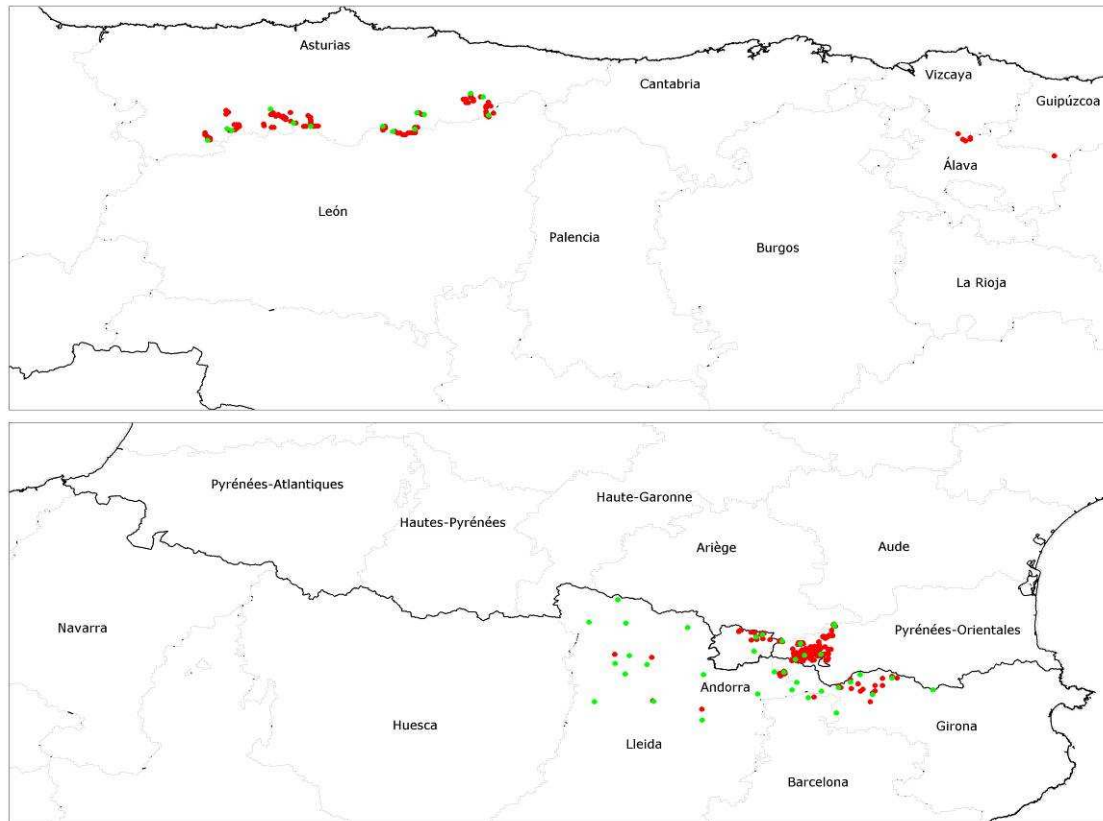 Asturias
Vizcaya
Cantabria
Guipúzcoa
Álava
León
Palencia
Burgos
La Rioja
Pyrénées-Atlantiques
Haute-Garonne
Hautes-Pyrénées
Ariège
Aude
Navarra
Pyrénées-Orientales
Andorra
Huesca
Girona
Lleida
Barcelona